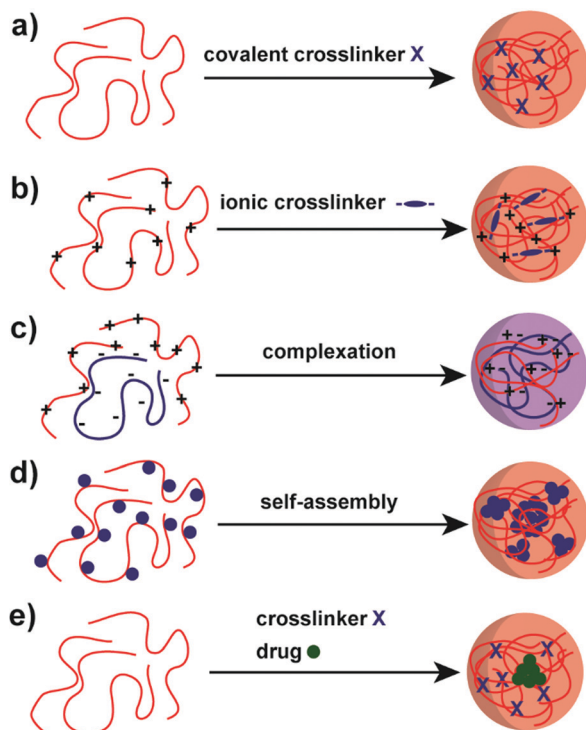 a)
covalent crosslinker X
X X X X X X
b)
ionic crosslinker
c)
complexation
d)
self-assembly
e)
crosslinker X
drug
X X X X X X